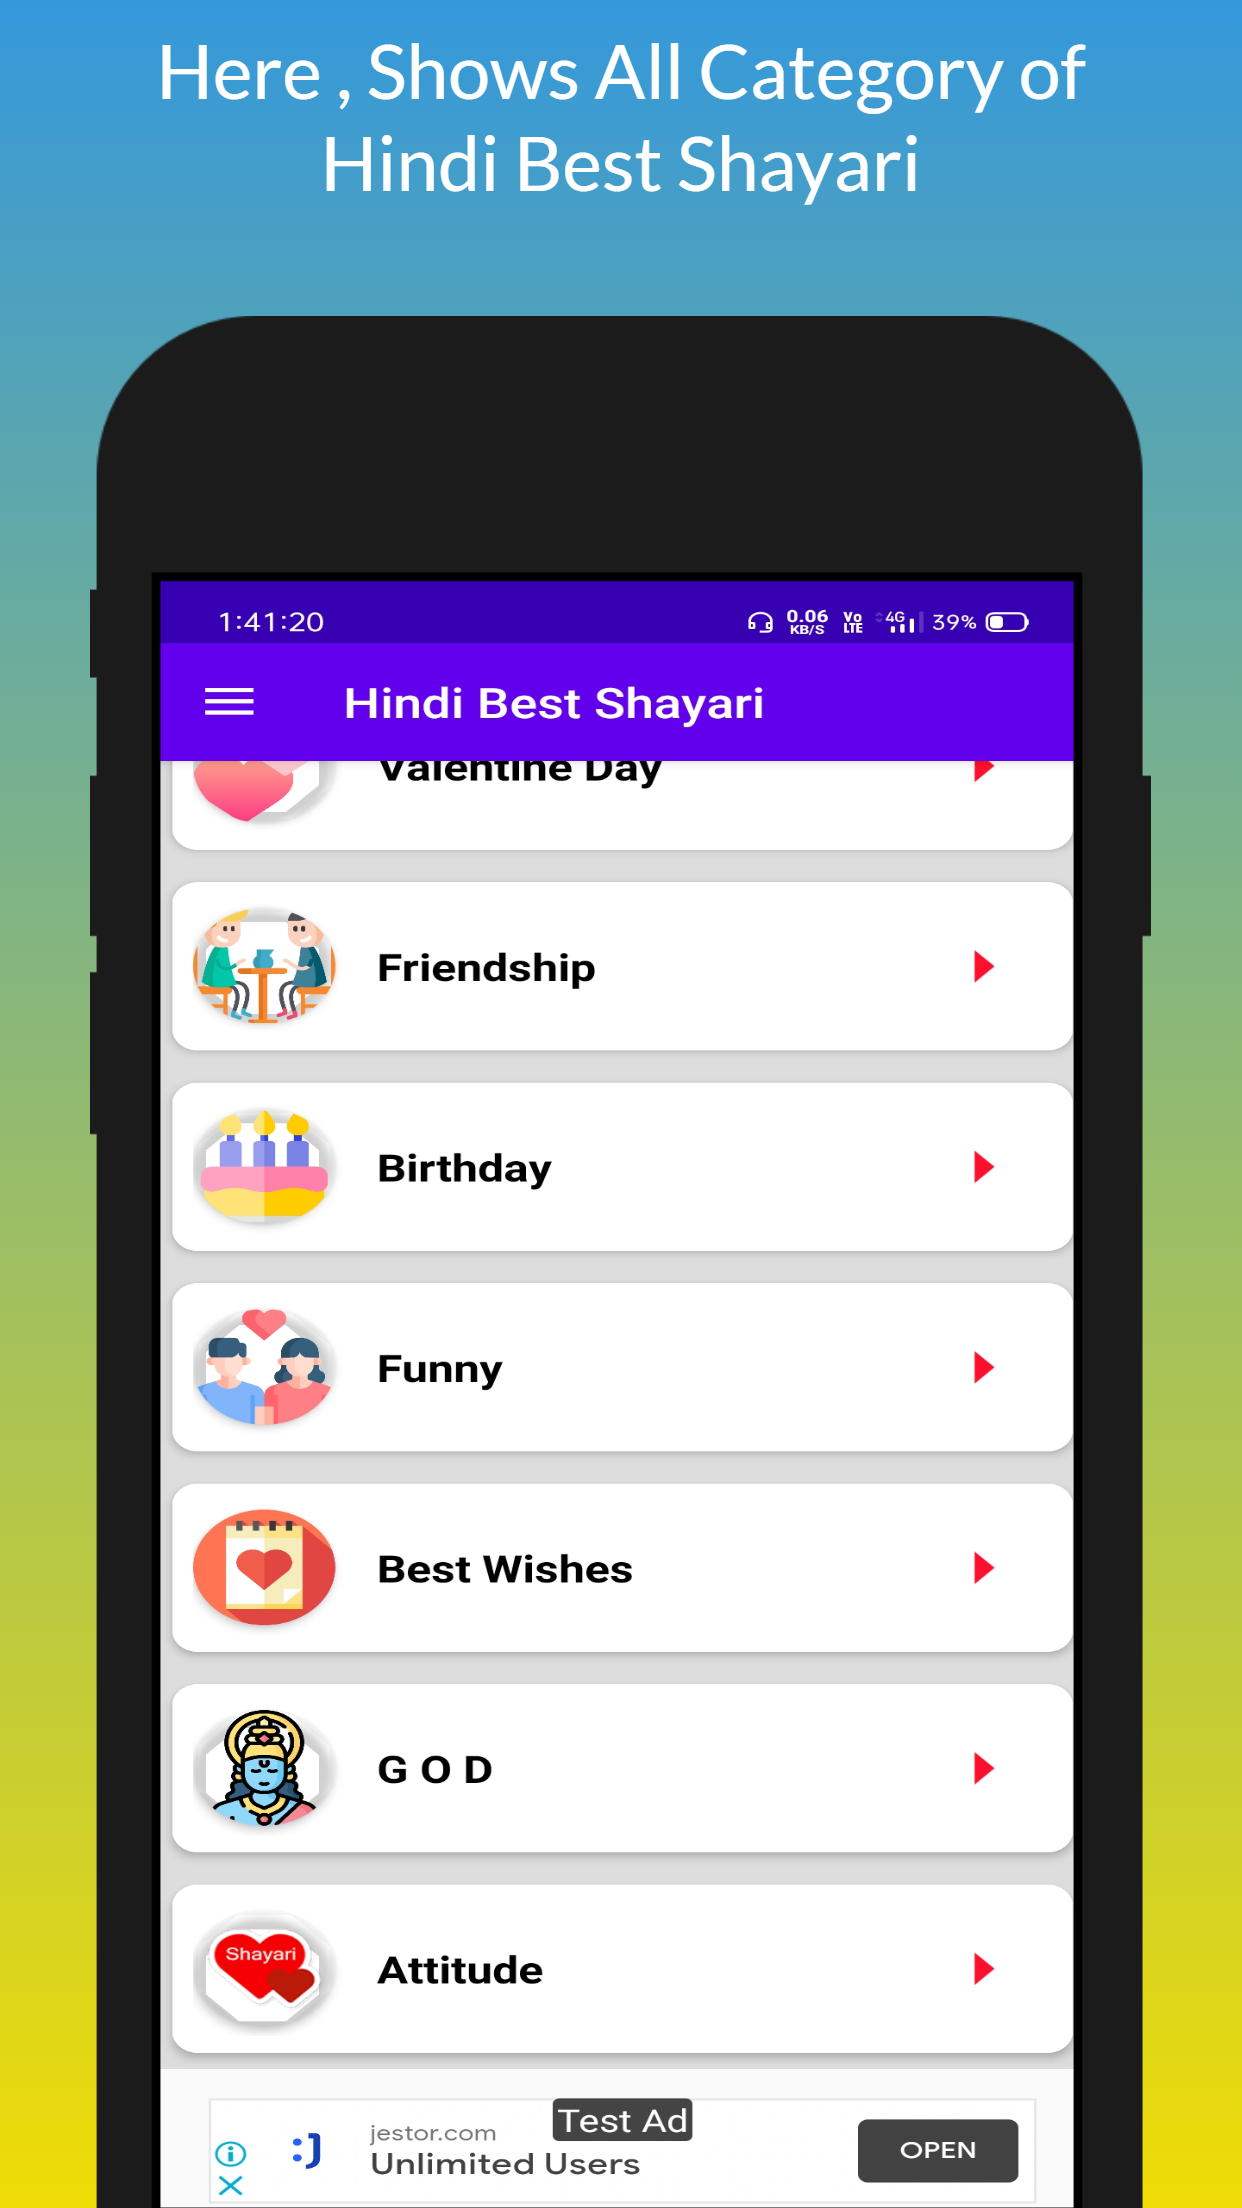 Here , Shows All Category of
Hindi Best Shayari
1:41:20
0.06
KB/S
Vo
LTE
4G
39%
Hindi Best Shayari
Valentine Day
Friendship
Birthday
Funny
Best Wishes
G O D
Shayari
Attitude
Test Ad
jestor.com
Unlimited Users
OPEN